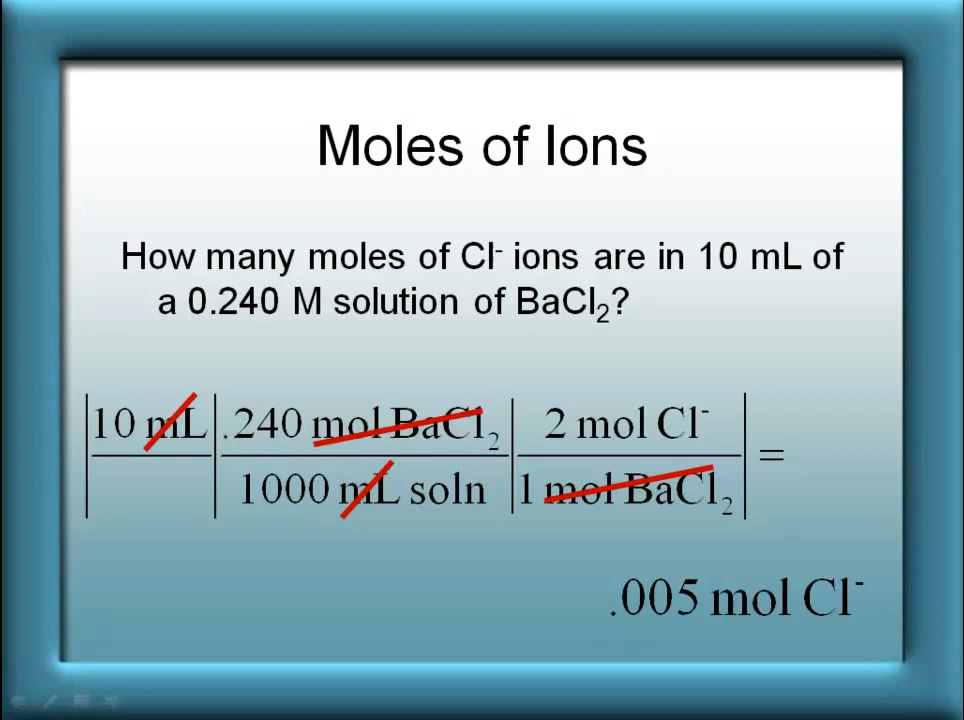 Moles of Ions
How many moles of Cl⁻ ions are in 10 mL of
a 0.240 M solution of BaCl₂?
10 mL .240 mol BaCl₂ 2 mol Cl⁻ =
1000 mL soln 1 mol BaCl₂
.005 mol Cl⁻